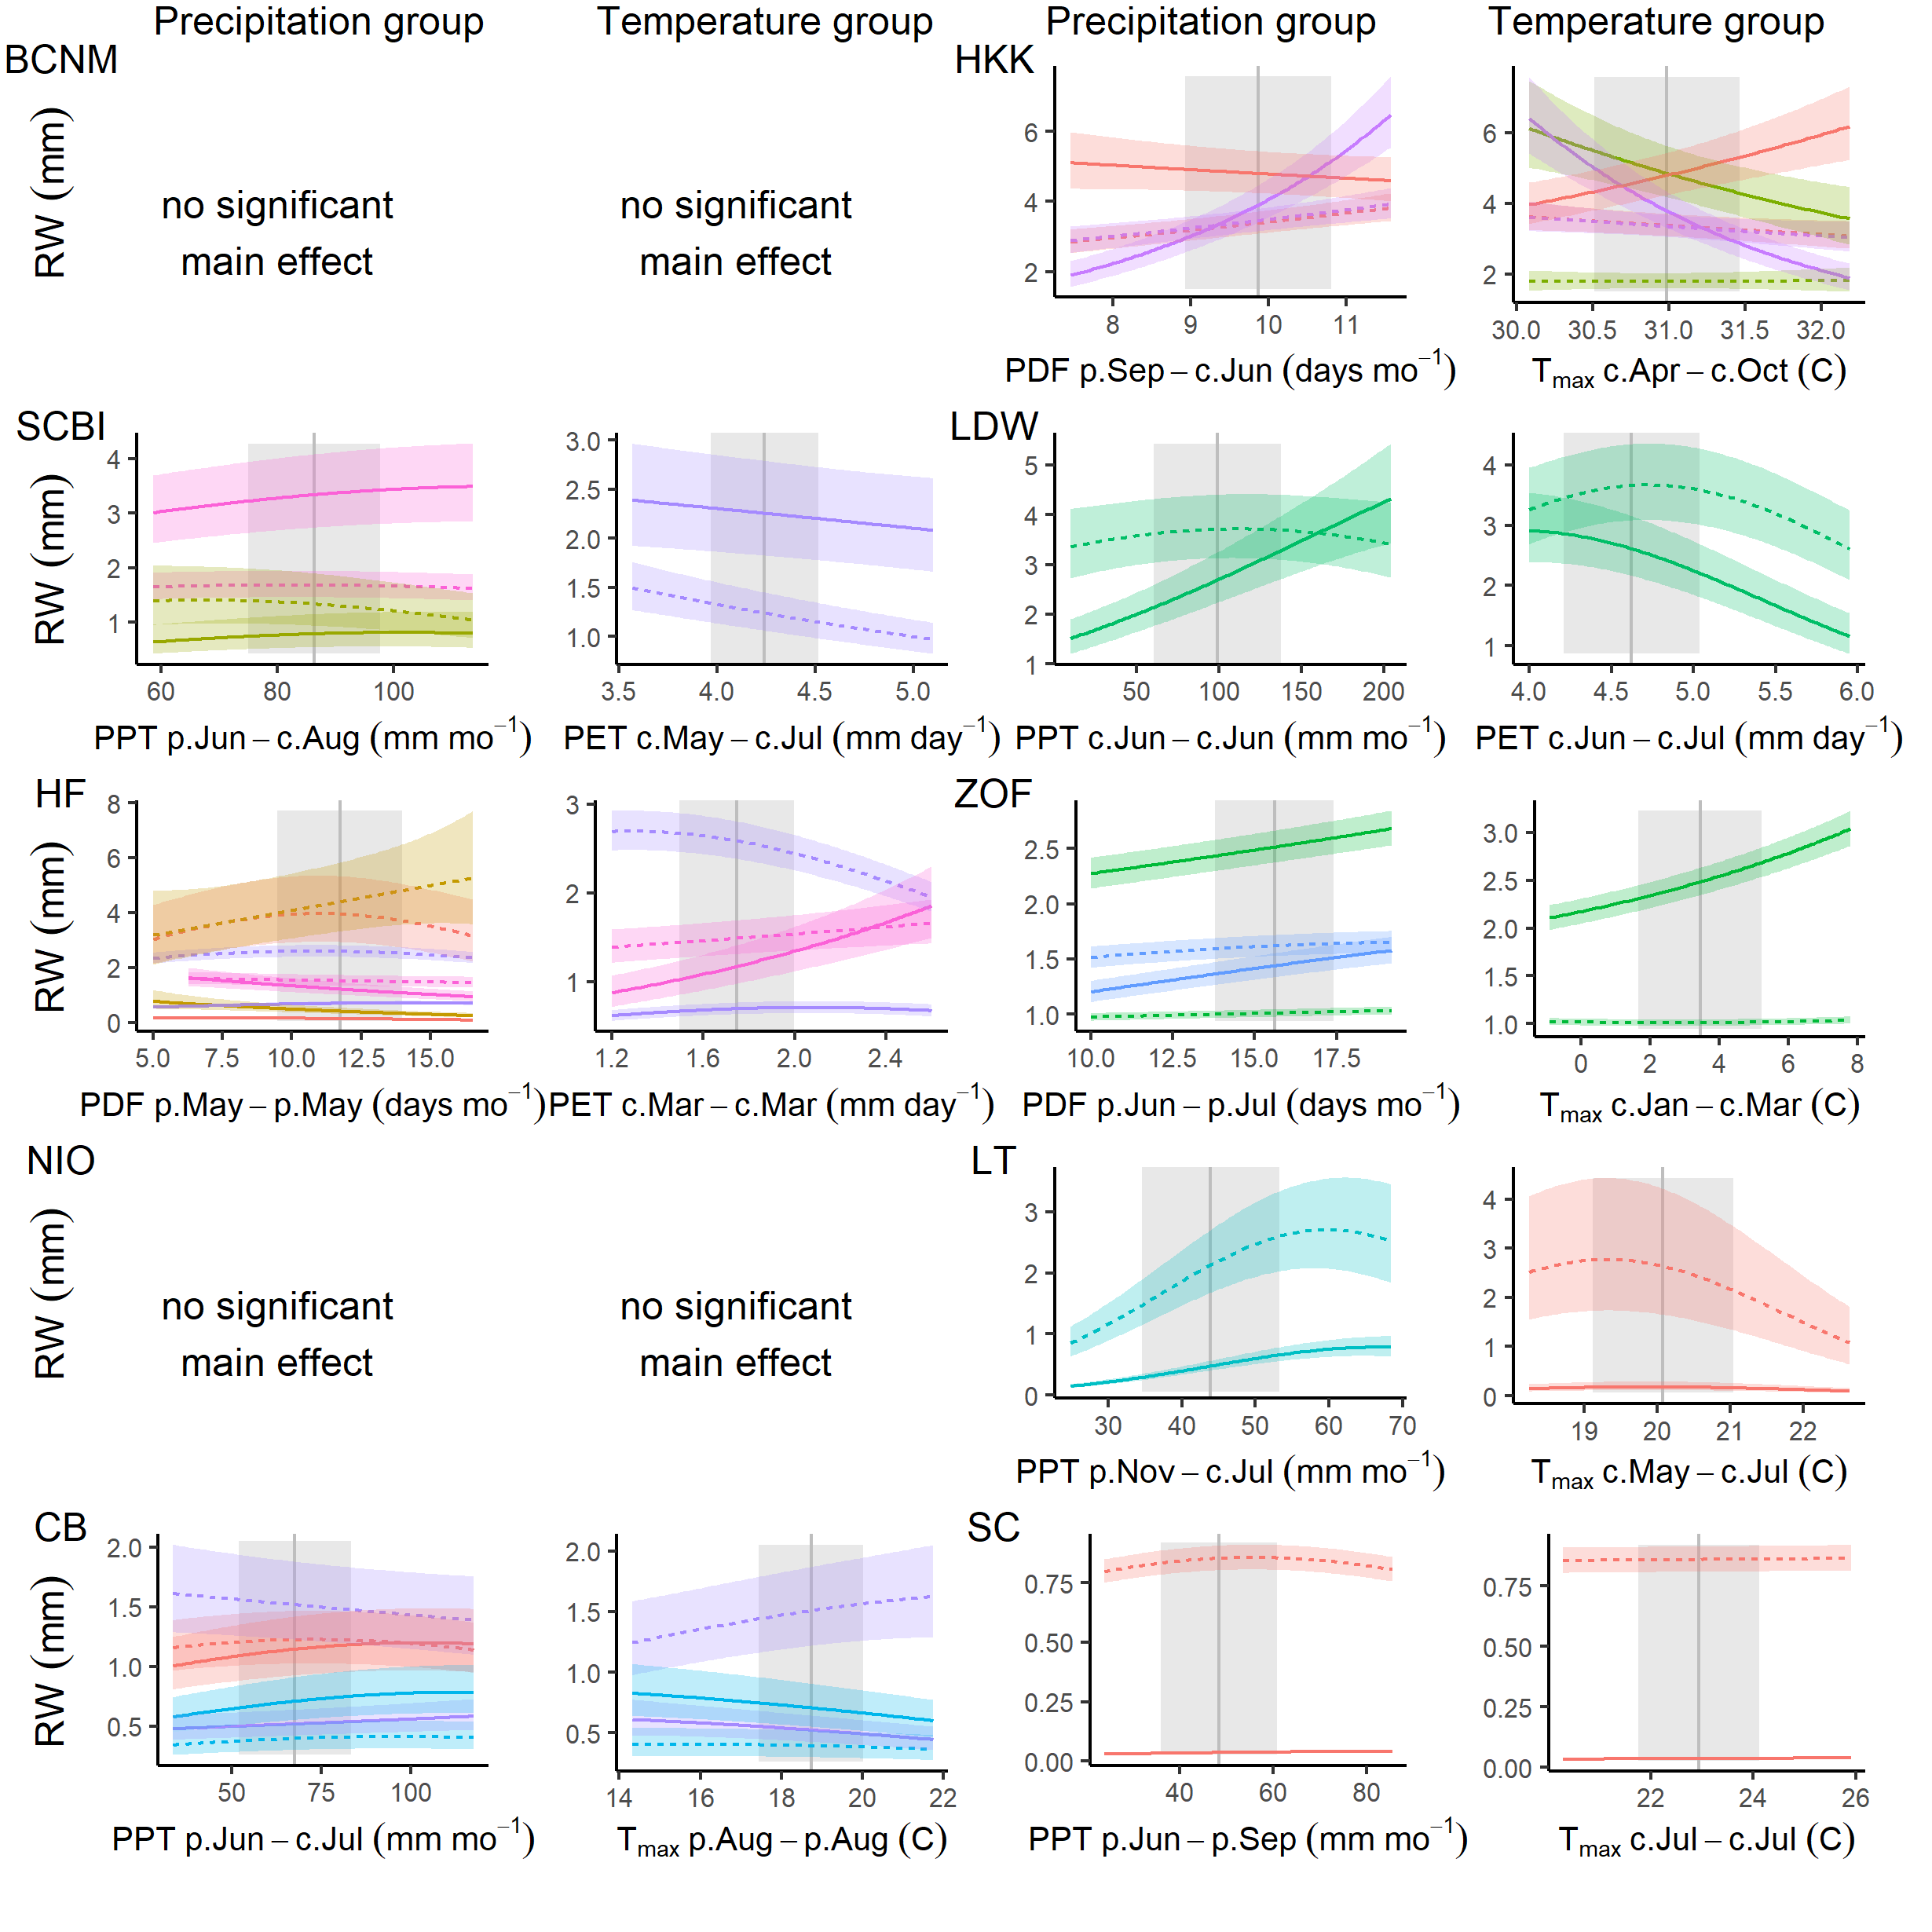 Precipitation group Temperature group Precipitation group Temperature group
BCNM HKK
RW (mm)
no significant
main effect
no significant
main effect
6
4
2
8 9 10 11
PDF p.Sep – c.Jun (days mo⁻¹)
6
4
2
30.0 30.5 31.0 31.5 32.0
Tmax c.Apr – c.Oct (C)
SCBI LDW
RW (mm)
4
3
2
1
60 80 100
PPT p.Jun – c.Aug (mm mo⁻¹)
3.0
2.5
2.0
1.5
1.0
3.5 4.0 4.5 5.0
PET c.May – c.Jul (mm day⁻¹)
5
4
3
2
1
50 100 150 200
PPT c.Jun – c.Jun (mm mo⁻¹)
4
3
2
1
4.0 4.5 5.0 5.5 6.0
PET c.Jun – c.Jul (mm day⁻¹)
HF ZOF
RW (mm)
8
6
4
2
0
5.0 7.5 10.0 12.5 15.0
PDF p.May – p.May (days mo⁻¹)
3
2
1
1.2 1.6 2.0 2.4
PET c.Mar – c.Mar (mm day⁻¹)
2.5
2.0
1.5
1.0
10.0 12.5 15.0 17.5
PDF p.Jun – p.Jul (days mo⁻¹)
3.0
2.5
2.0
1.5
1.0
0 2 4 6 8
Tmax c.Jan – c.Mar (C)
NIO LT
RW (mm)
no significant
main effect
no significant
main effect
3
2
1
0
30 40 50 60 70
PPT p.Nov – c.Jul (mm mo⁻¹)
4
3
2
1
0
19 20 21 22
Tmax c.May – c.Jul (C)
CB SC
RW (mm)
2.0
1.5
1.0
0.5
50 75 100
PPT p.Jun – c.Jul (mm mo⁻¹)
2.0
1.5
1.0
0.5
14 16 18 20 22
Tmax p.Aug – p.Aug (C)
0.75
0.50
0.25
0.00
40 60 80
PPT p.Jun – p.Sep (mm mo⁻¹)
0.75
0.50
0.25
0.00
22 24 26
Tmax c.Jul – c.Jul (C)